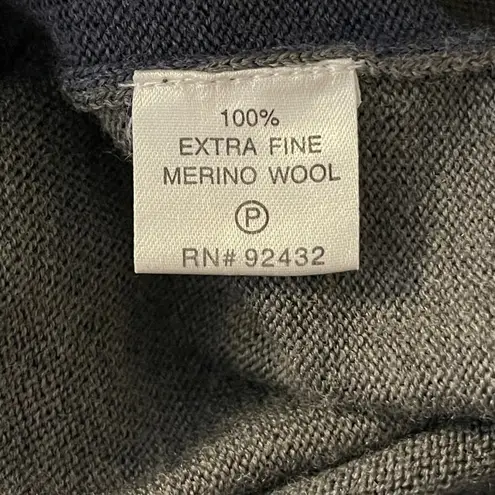 100%
EXTRA FINE
MERINO WOOL
Ⓟ
RN# 92432